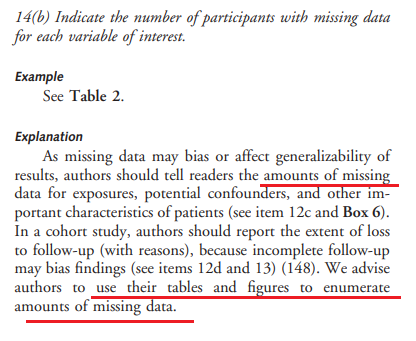 14(b) Indicate the number of participants with missing data
for each variable of interest.
Example
See Table 2.
Explanation
As missing data may bias or affect generalizability of
results, authors should tell readers the amounts of missing
data for exposures, potential confounders, and other im-
portant characteristics of patients (see item 12c and Box 6).
In a cohort study, authors should report the extent of loss
to follow-up (with reasons), because incomplete follow-up
may bias findings (see items 12d and 13) (148). We advise
authors to use their tables and figures to enumerate
amounts of missing data.